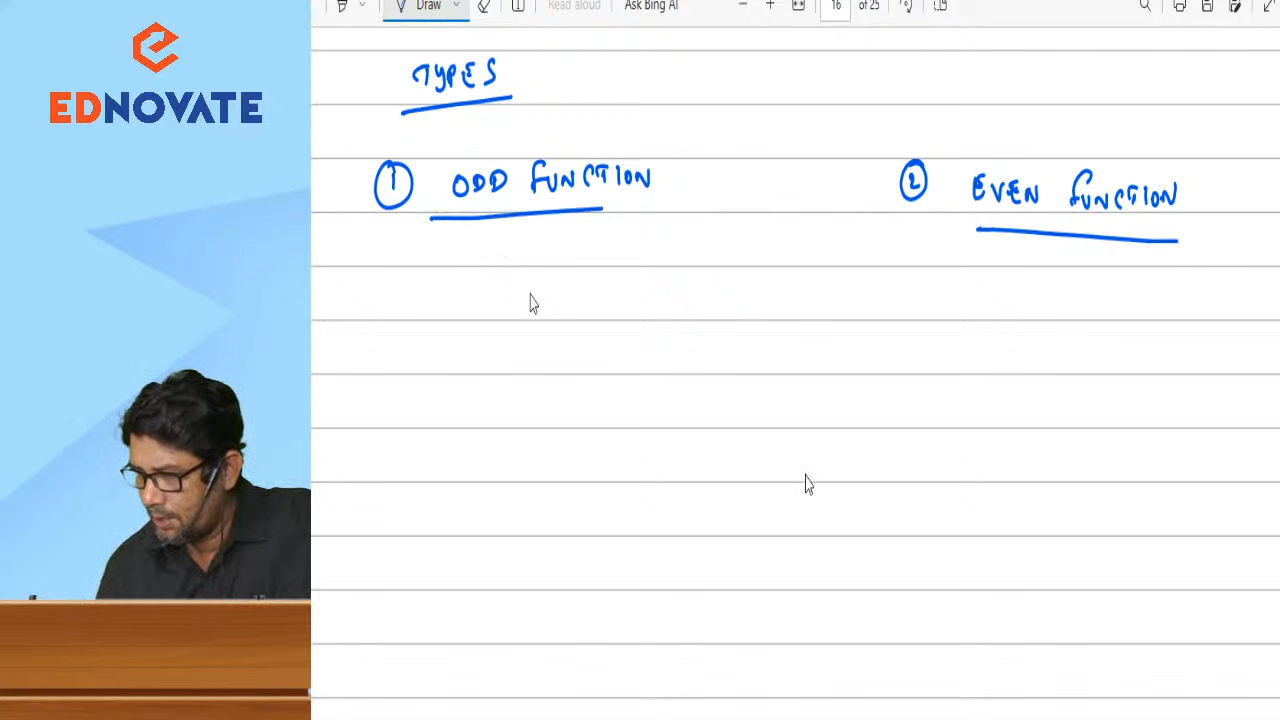 Draw
Read aloud
Ask Bing AI
16 of 25
EDNOVATE
TYPES
① ODD FUNCTION
② EVEN FUNCTION